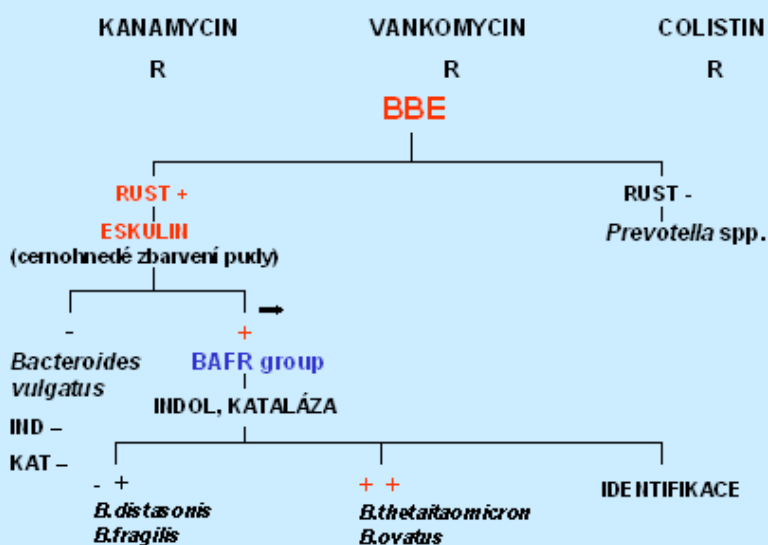 KANAMYCIN VANKOMYCIN COLISTIN
R R R
BBE
RUST + RUST -
ESKULIN Prevotella spp.
(cernohnedé zbarvení pudy)
- +
Bacteroides BAFR group
vulgatus
INDOL, KATALÁZA
IND –
KAT –
- + + + IDENTIFIKACE
B.distasonis B.thetaitaomicron
B.fragilis B.ovatus